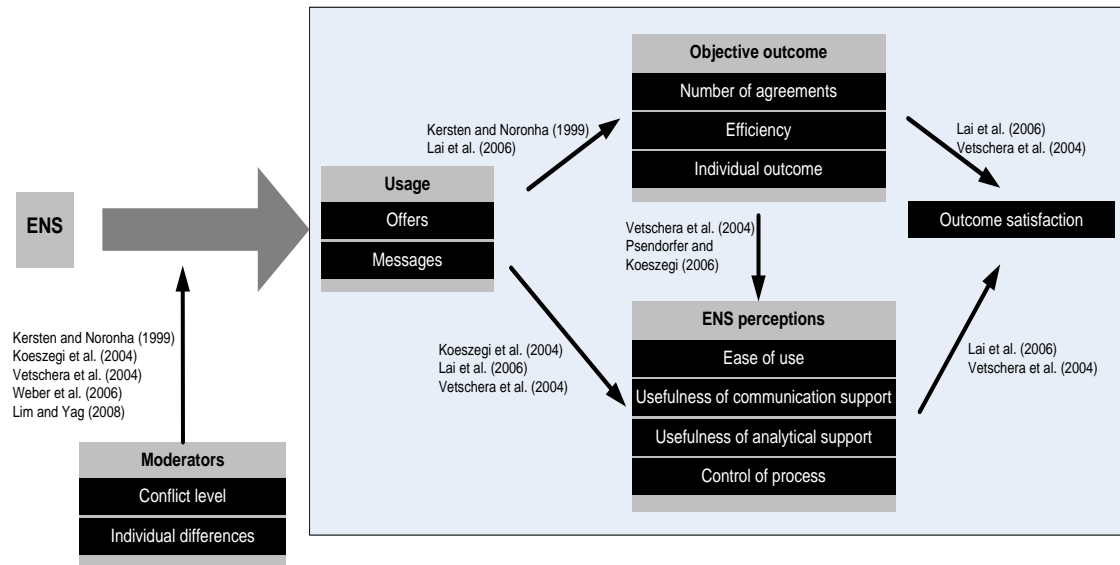 ENS
Kersten and Noronha (1999)
Koeszegi et al. (2004)
Vetschera et al. (2004)
Weber et al. (2006)
Lim and Yag (2008)
Moderators
Conflict level
Individual differences
Usage
Offers
Messages
Kersten and Noronha (1999)
Lai et al. (2006)
Koeszegi et al. (2004)
Lai et al. (2006)
Vetschera et al. (2004)
Objective outcome
Number of agreements
Efficiency
Individual outcome
Vetschera et al. (2004)
Psendorfer and
Koeszegi (2006)
ENS perceptions
Ease of use
Usefulness of communication support
Usefulness of analytical support
Control of process
Lai et al. (2006)
Vetschera et al. (2004)
Outcome satisfaction
Lai et al. (2006)
Vetschera et al. (2004)